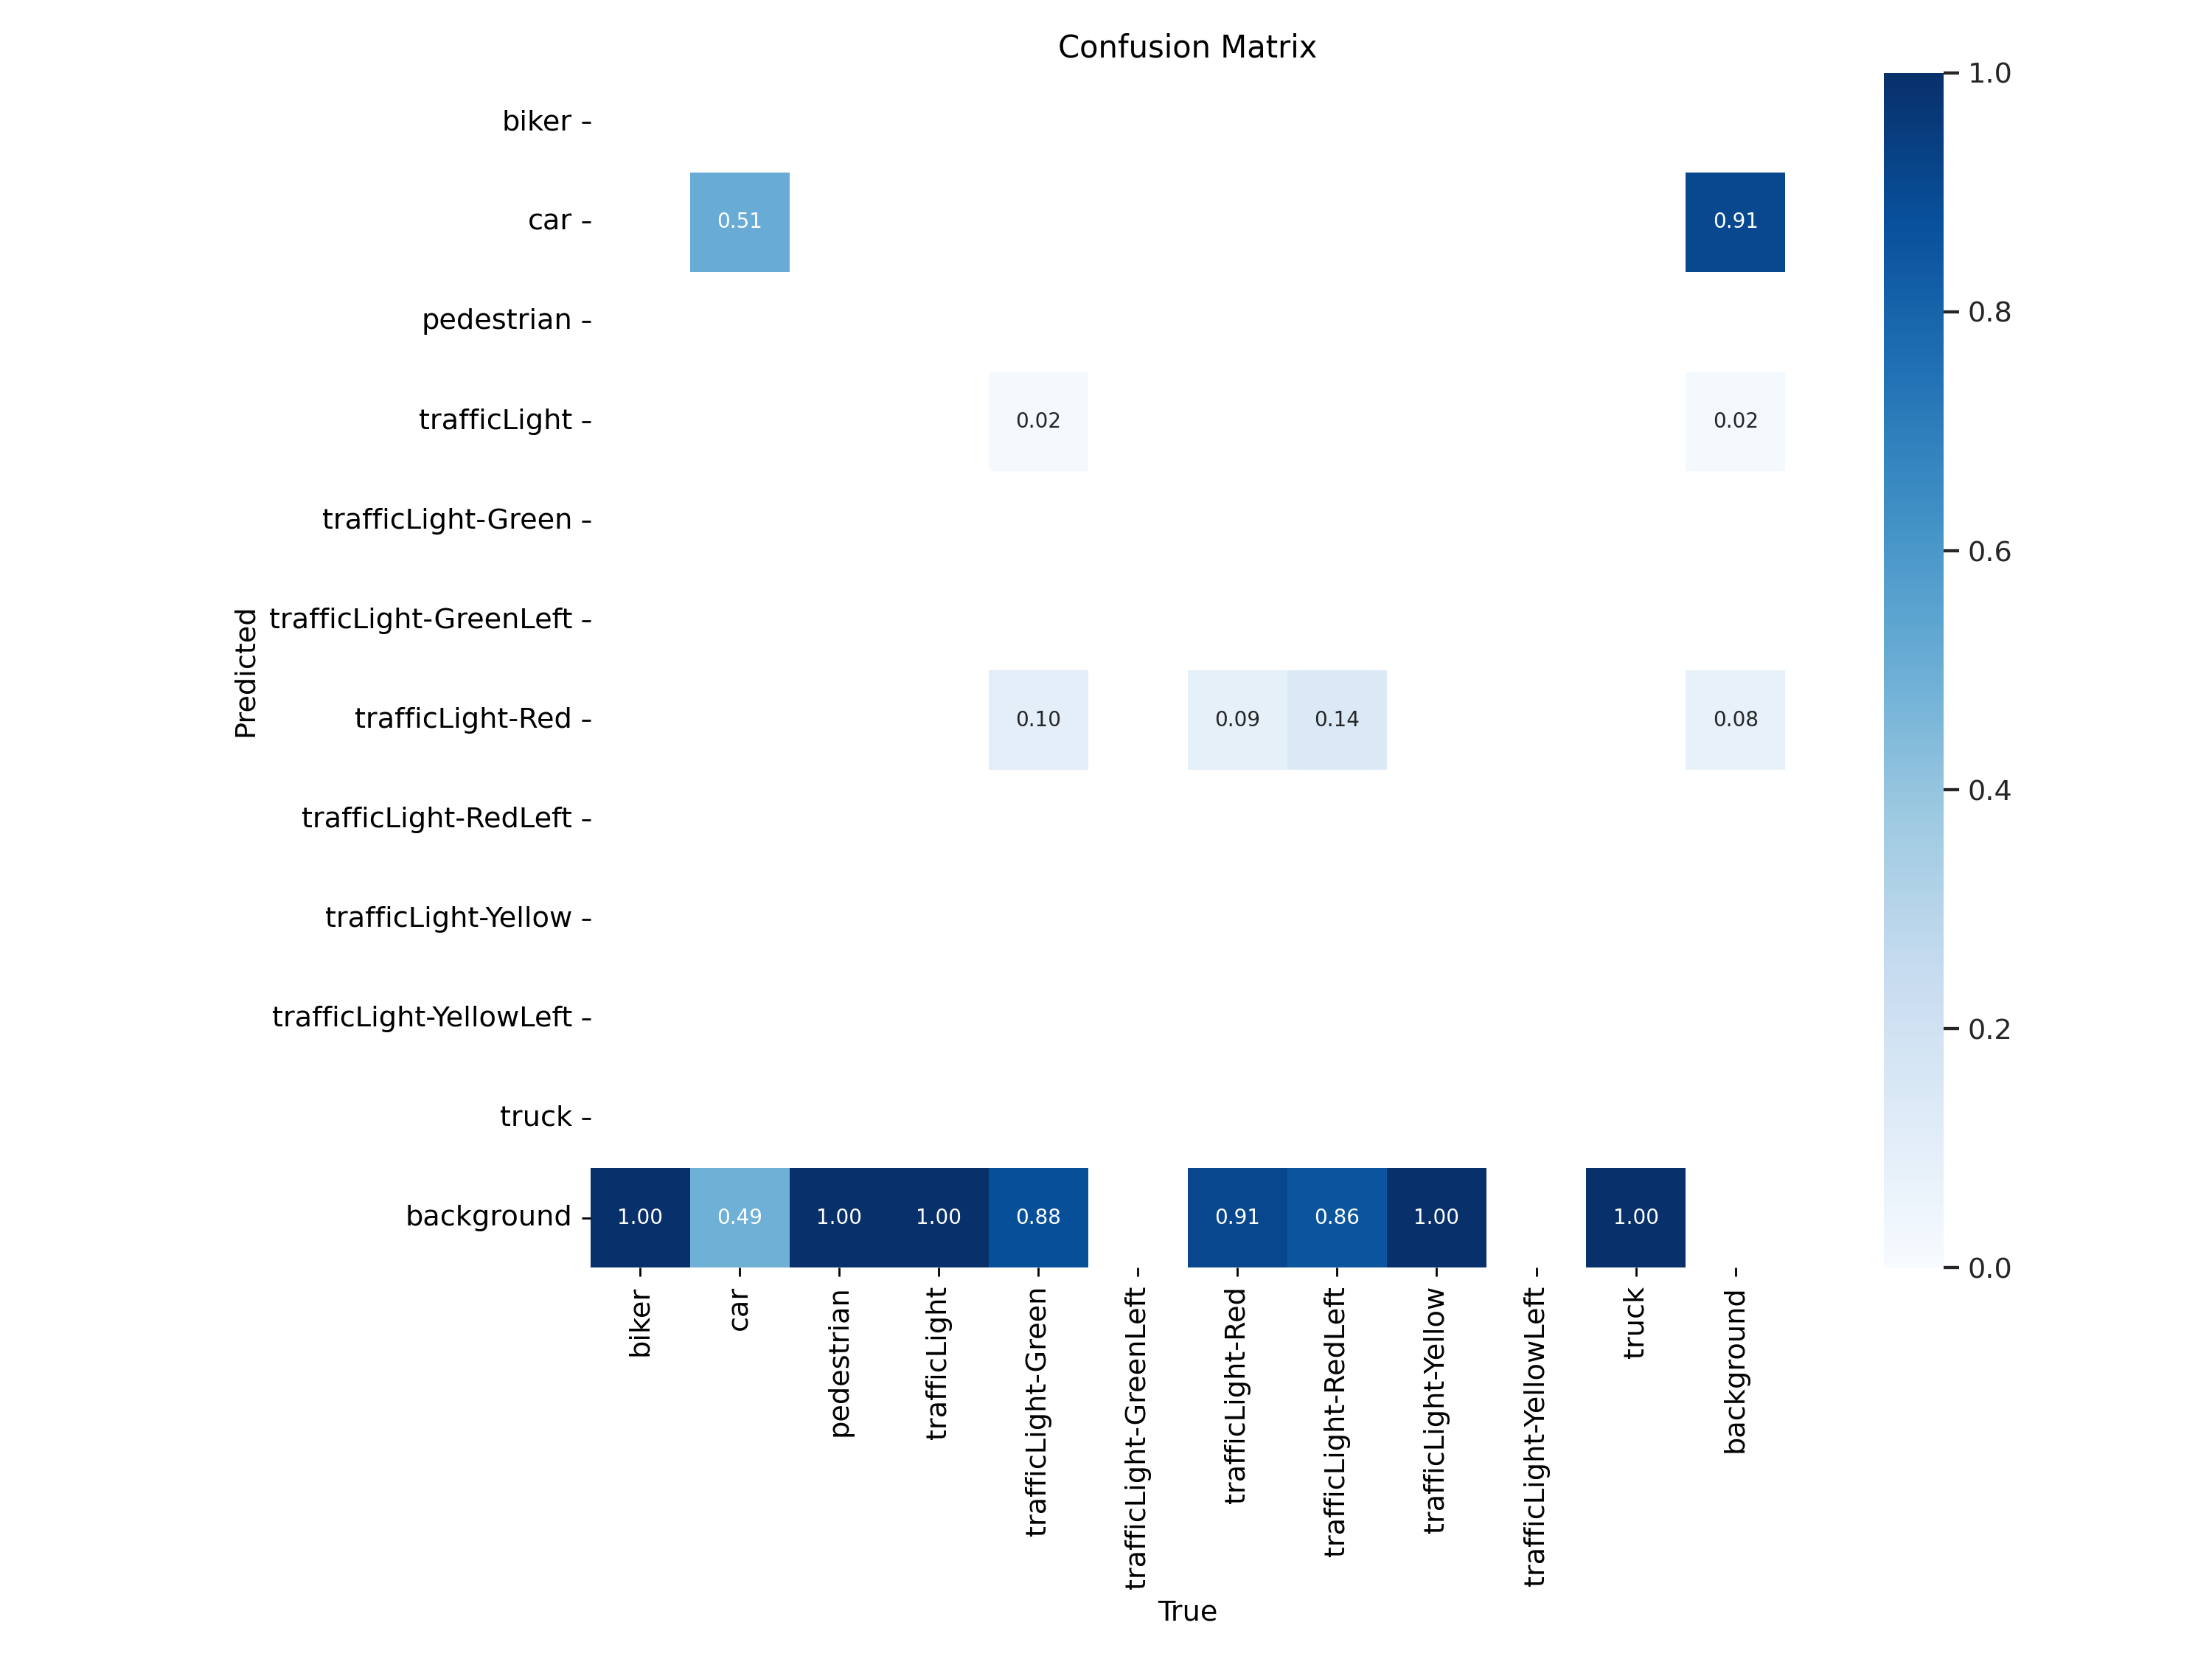 Confusion Matrix
biker
car 0.51 0.91
pedestrian
trafficLight 0.02 0.02
trafficLight-Green
trafficLight-GreenLeft
trafficLight-Red 0.10 0.09 0.14 0.08
trafficLight-RedLeft
trafficLight-Yellow
trafficLight-YellowLeft
truck
background 1.00 0.49 1.00 1.00 0.88 0.91 0.86 1.00 1.00
Predicted
biker
car
pedestrian
trafficLight
trafficLight-Green
trafficLight-GreenLeft
trafficLight-Red
trafficLight-RedLeft
trafficLight-Yellow
trafficLight-YellowLeft
truck
background
True
1.0
0.8
0.6
0.4
0.2
0.0